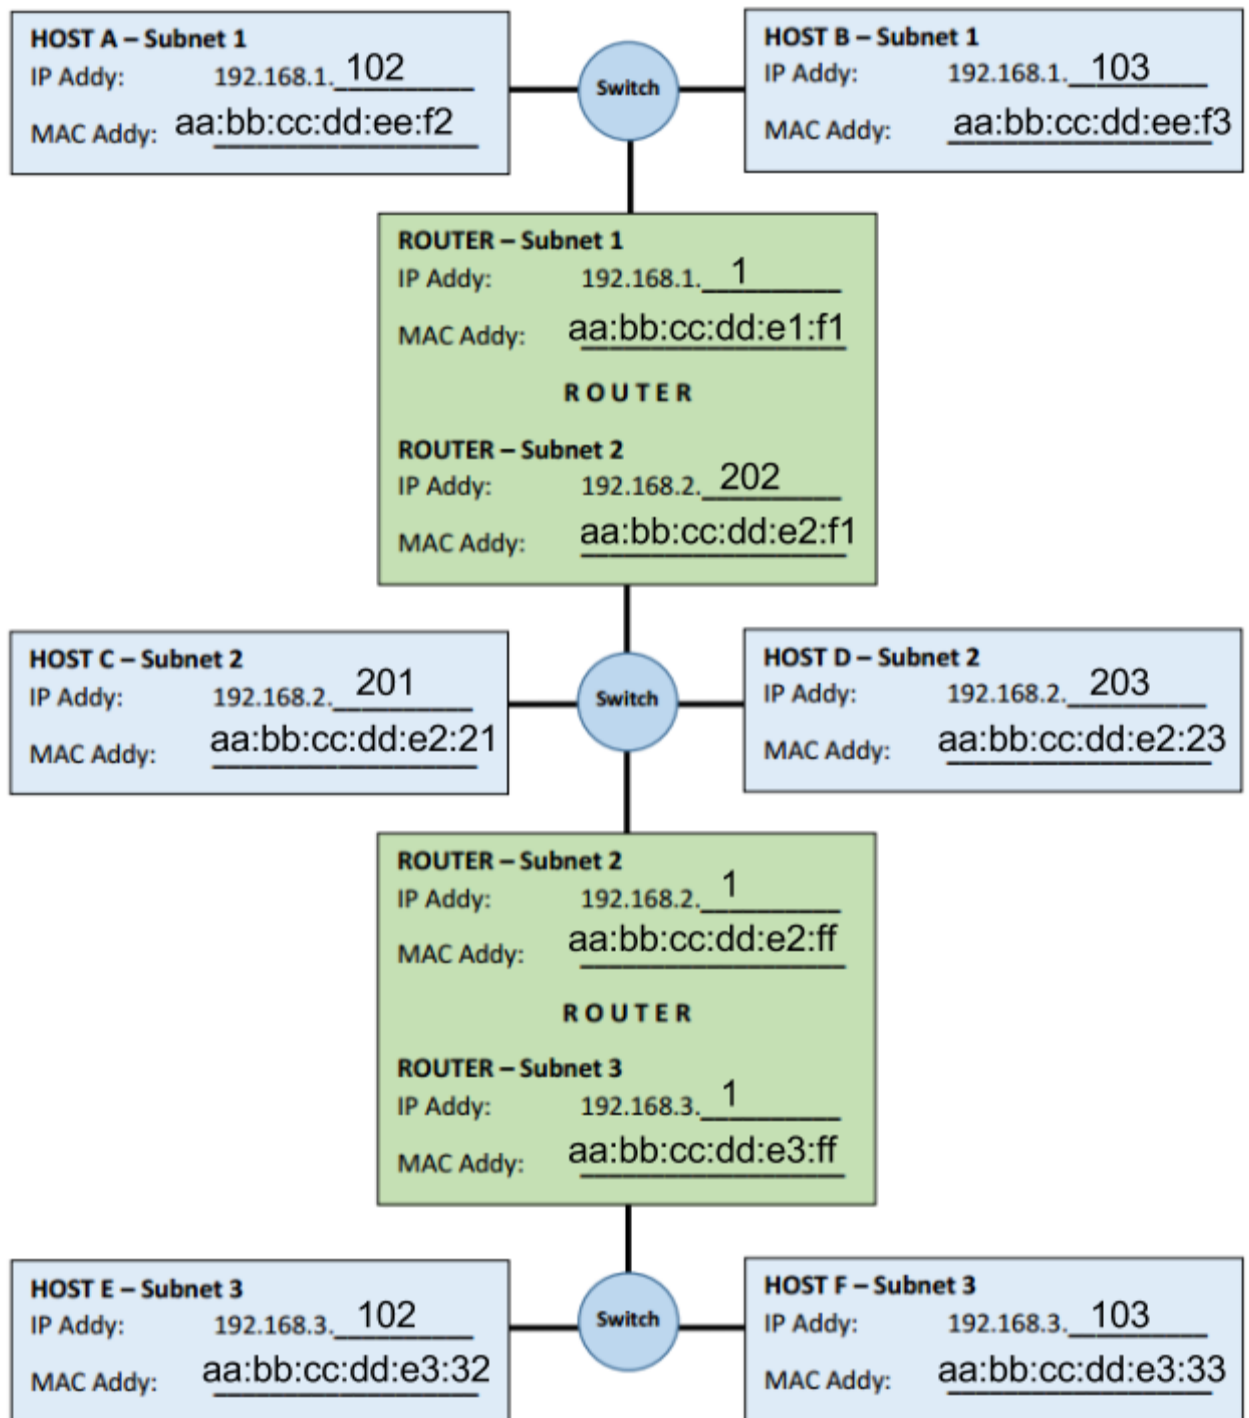 HOST A – Subnet 1
IP Addy: 192.168.1. 102
MAC Addy: aa:bb:cc:dd:ee:f2
Switch
HOST B – Subnet 1
IP Addy: 192.168.1. 103
MAC Addy: aa:bb:cc:dd:ee:f3
ROUTER – Subnet 1
IP Addy: 192.168.1. 1
MAC Addy: aa:bb:cc:dd:e1:f1
ROUTER
ROUTER – Subnet 2
IP Addy: 192.168.2. 202
MAC Addy: aa:bb:cc:dd:e2:f1
HOST C – Subnet 2
IP Addy: 192.168.2. 201
MAC Addy: aa:bb:cc:dd:e2:21
Switch
HOST D – Subnet 2
IP Addy: 192.168.2. 203
MAC Addy: aa:bb:cc:dd:e2:23
ROUTER – Subnet 2
IP Addy: 192.168.2. 1
MAC Addy: aa:bb:cc:dd:e2:ff
ROUTER
ROUTER – Subnet 3
IP Addy: 192.168.3. 1
MAC Addy: aa:bb:cc:dd:e3:ff
HOST E – Subnet 3
IP Addy: 192.168.3. 102
MAC Addy: aa:bb:cc:dd:e3:32
Switch
HOST F – Subnet 3
IP Addy: 192.168.3. 103
MAC Addy: aa:bb:cc:dd:e3:33